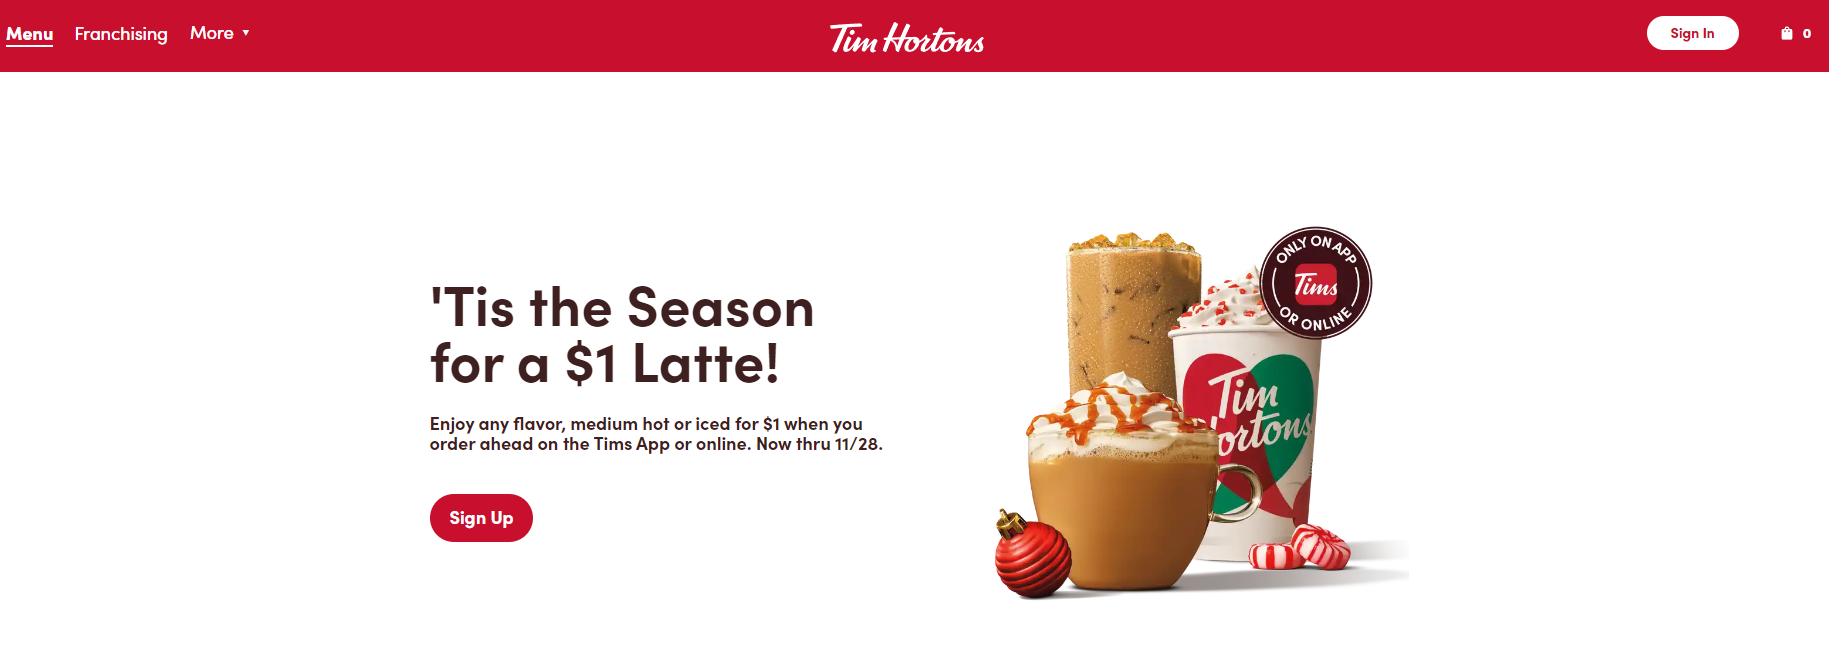 Menu
Franchising
More
Tim Hortons
Sign In
0
'Tis the Season
for a $1 Latte!
Enjoy any flavor, medium hot or iced for $1 when you
order ahead on the Tims App or online. Now thru 11/28.
Sign Up
ONLY ON APP
Tims
OR ONLINE
Tim
Hortons